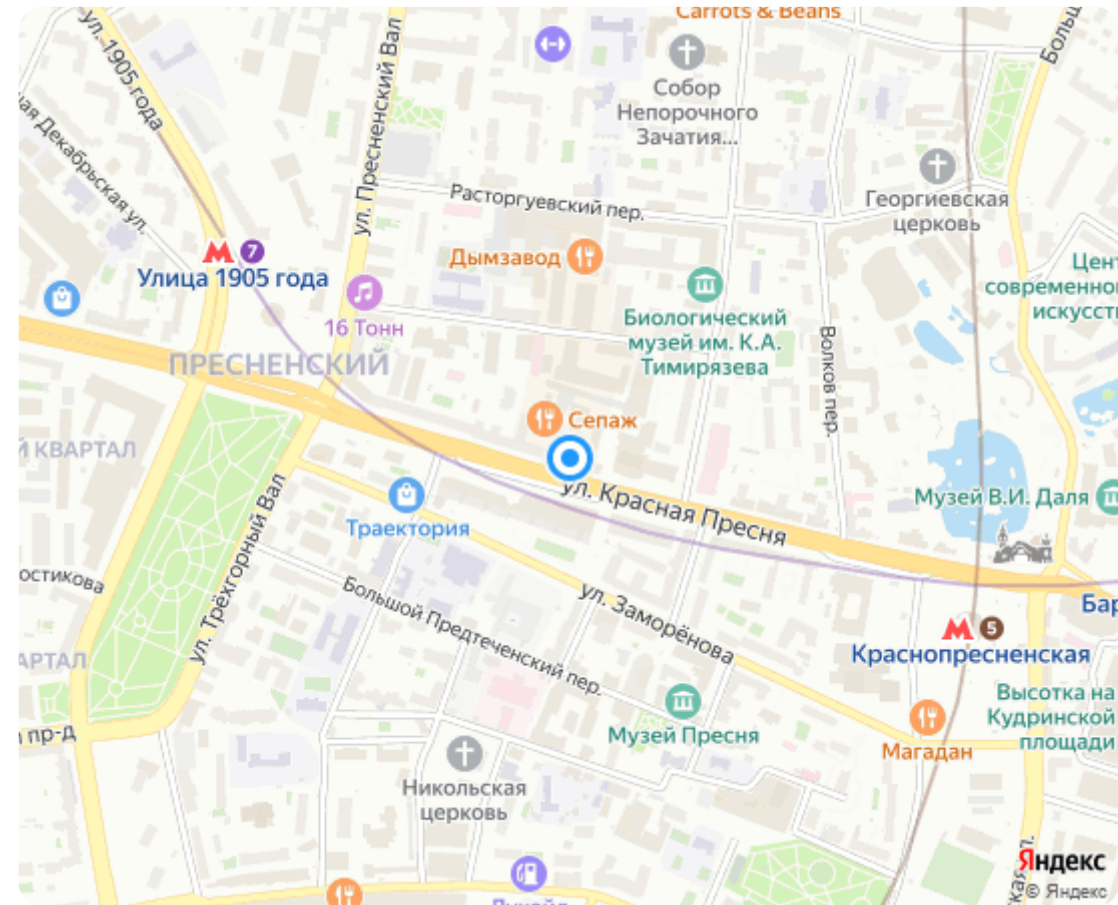 Carrots & Beans
ул. 1905 года
ул. Пресненский Вал
Собор
Непорочного
Зачатия...
Декабрьская ул.
Расторгуевский пер.
Георгиевская
церковь
7
Улица 1905 года
Дымзавод
16 Тонн
Биологический
музей им. К.А.
Тимирязева
Волков пер.
ПРЕСНЕНСКИЙ
Сепаж
КВАРТАЛ
Траектория
ул. Красная Пресня
Музей В.И. Даля
ул. Трёхгорный Вал
Большой Предтеченский пер.
ул. Заморёнова
5
Краснопресненская
Музей Пресня
Высотка на
Кудринской
площади
Магадан
пр-д
Никольская
церковь
Яндекс
© Яндекс